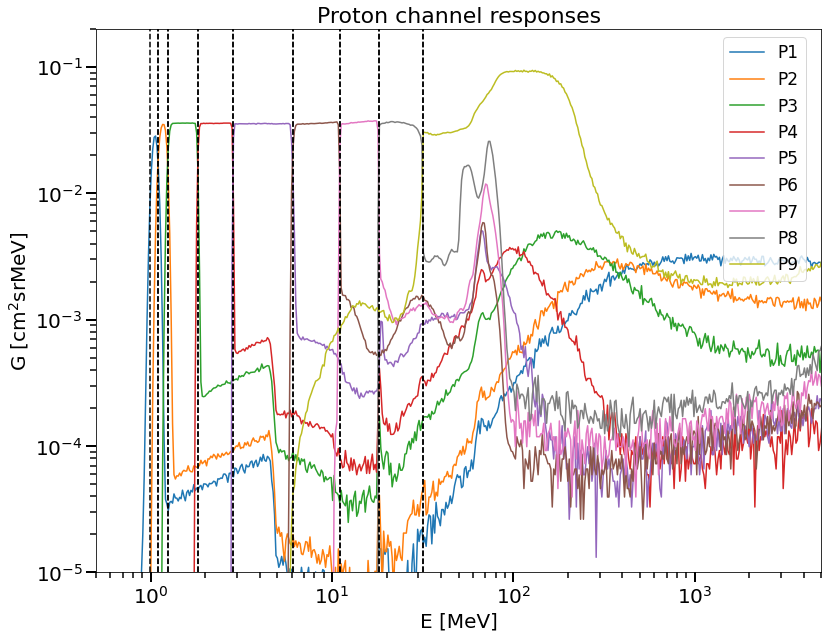 Proton channel responses
G [cm²srMeV]
10⁻¹
10⁻²
10⁻³
10⁻⁴
10⁻⁵
P1
P2
P3
P4
P5
P6
P7
P8
P9
10⁰ 10¹ 10² 10³
E [MeV]